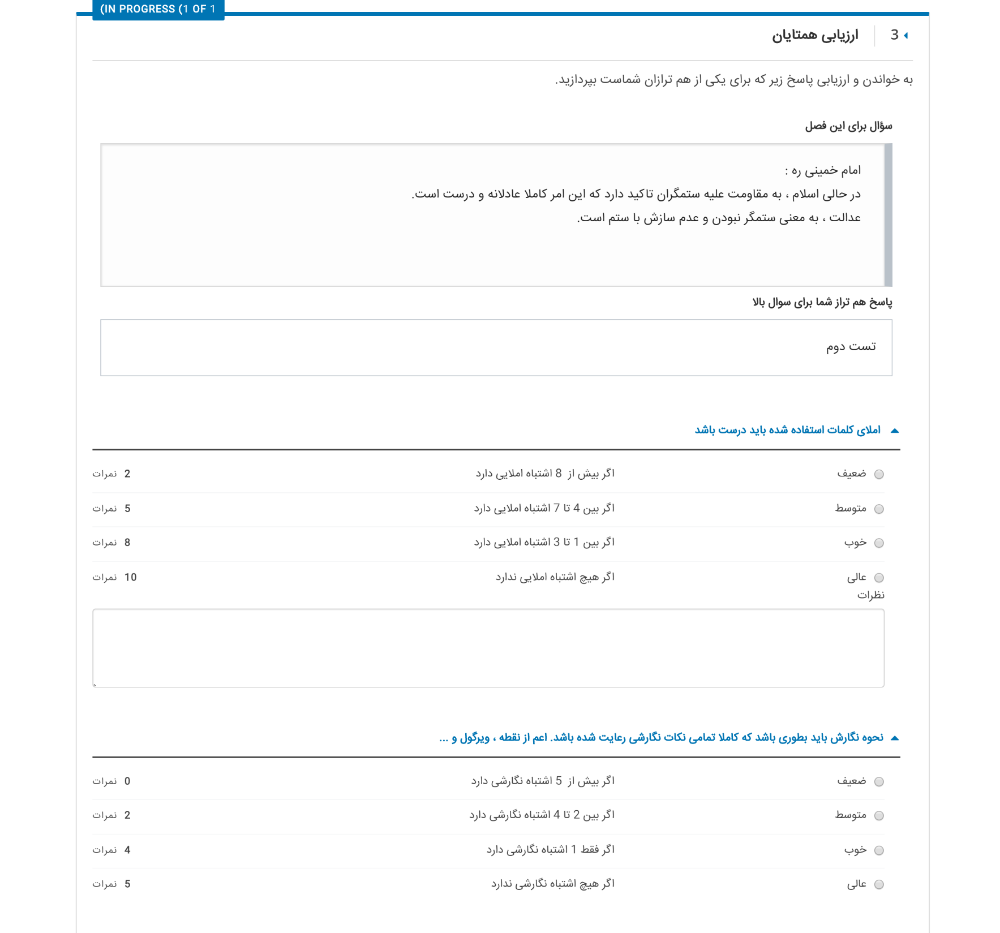 (IN PROGRESS (1 OF 1
3 ارزیابی همتایان
به خواندن و ارزیابی پاسخ زیر که برای یکی از هم ترازان شماست بپردازید.
سؤال برای این فصل
امام خمینی ره :
در حالی اسلام ، به مقاومت علیه ستمگران تاکید دارد که این امر کاملا عادلانه و درست است.
عدالت ، به معنی ستمگر نبودن و عدم سازش با ستم است.
پاسخ هم تراز شما برای سوال بالا
تست دوم
املای کلمات استفاده شده باید درست باشد
ضعیف اگر بیش از 8 اشتباه املایی دارد 2 نمرات
متوسط اگر بین 4 تا 7 اشتباه املایی دارد 5 نمرات
خوب اگر بین 1 تا 3 اشتباه املایی دارد 8 نمرات
عالی اگر هیچ اشتباه املایی ندارد 10 نمرات
نظرات
نحوه نگارش باید بطوری باشد که کاملا تمامی نکات نگارشی رعایت شده باشد. اعم از نقطه ، ویرگول و ...
ضعیف اگر بیش از 5 اشتباه نگارشی دارد 0 نمرات
متوسط اگر بین 2 تا 4 اشتباه نگارشی دارد 2 نمرات
خوب اگر فقط 1 اشتباه نگارشی دارد 4 نمرات
عالی اگر هیچ اشتباه نگارشی ندارد 5 نمرات